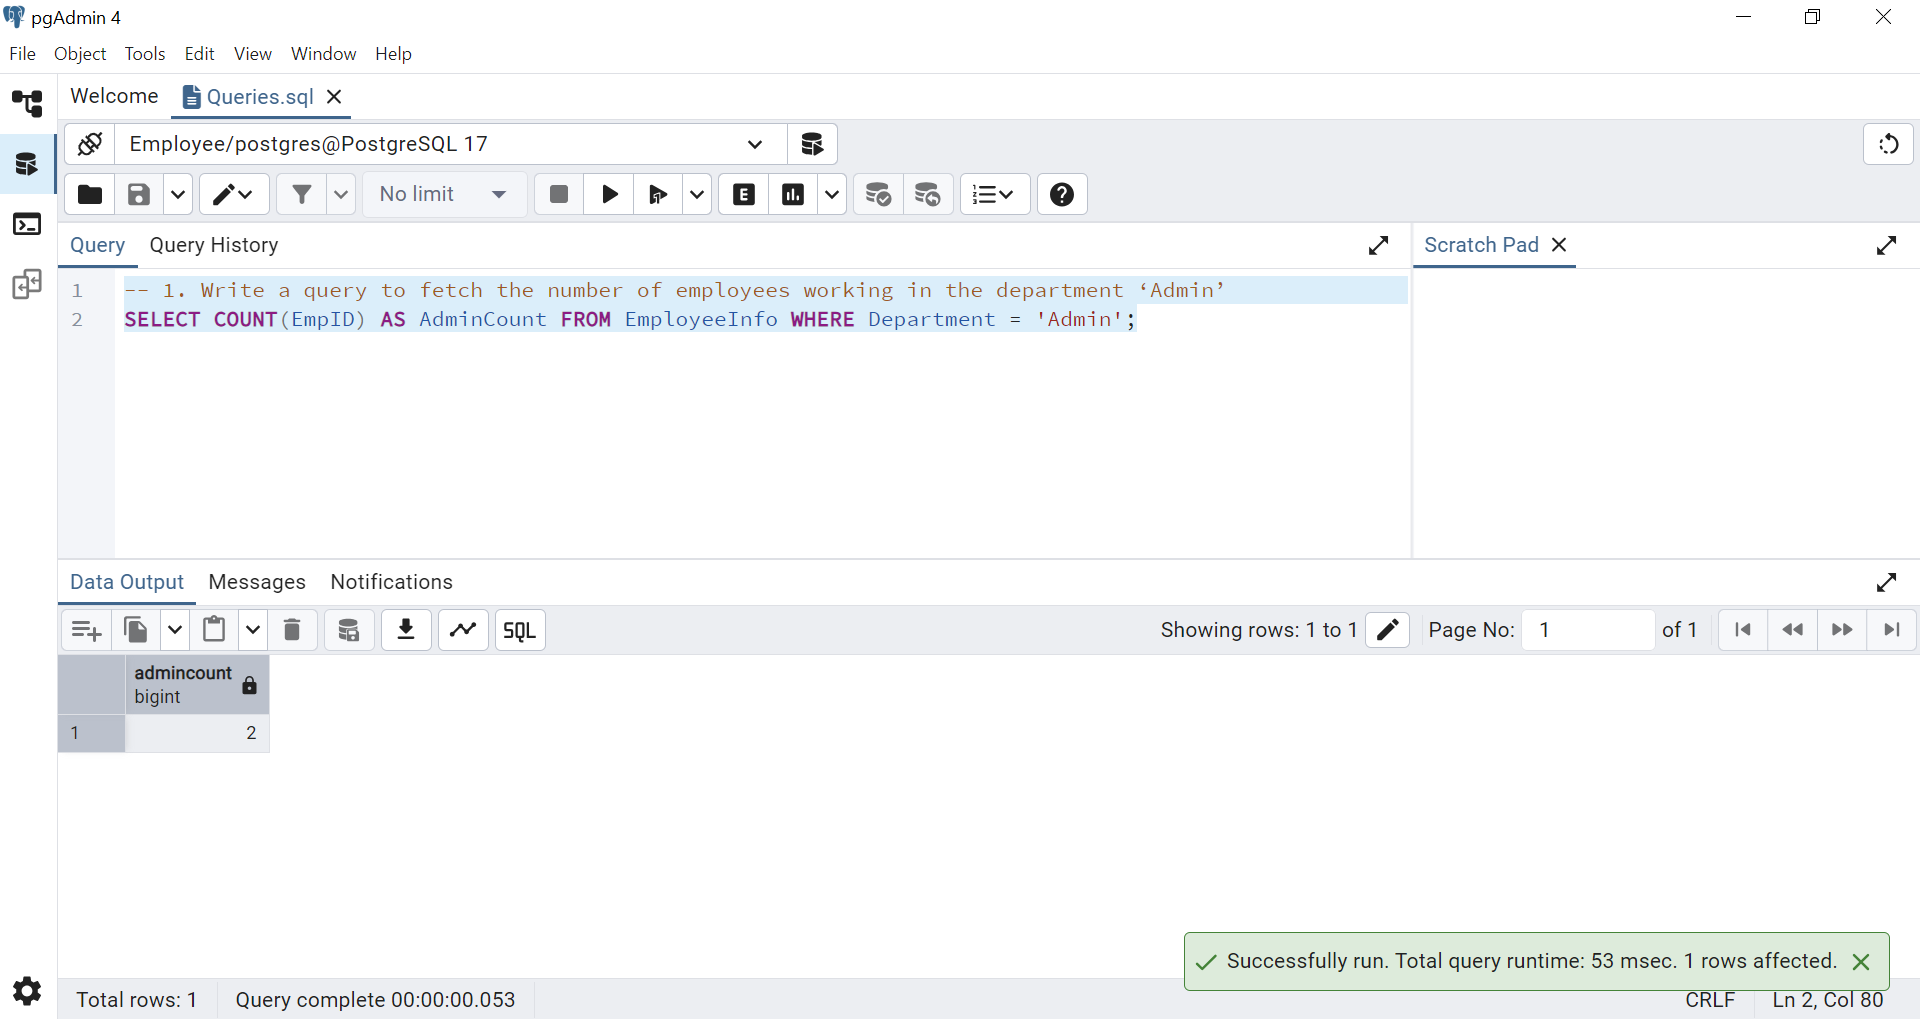 pgAdmin 4
File Object Tools Edit View Window Help
Welcome Queries.sql
Employee/postgres@PostgreSQL 17
No limit
Query Query History
Scratch Pad
1 -- 1. Write a query to fetch the number of employees working in the department ‘Admin’
2 SELECT COUNT(EmpID) AS AdminCount FROM EmployeeInfo WHERE Department = 'Admin';
Data Output Messages Notifications
SQL Showing rows: 1 to 1 Page No: 1 of 1
admincount
bigint
1 2
Successfully run. Total query runtime: 53 msec. 1 rows affected.
Total rows: 1 Query complete 00:00:00.053 CRLF Ln 2, Col 80